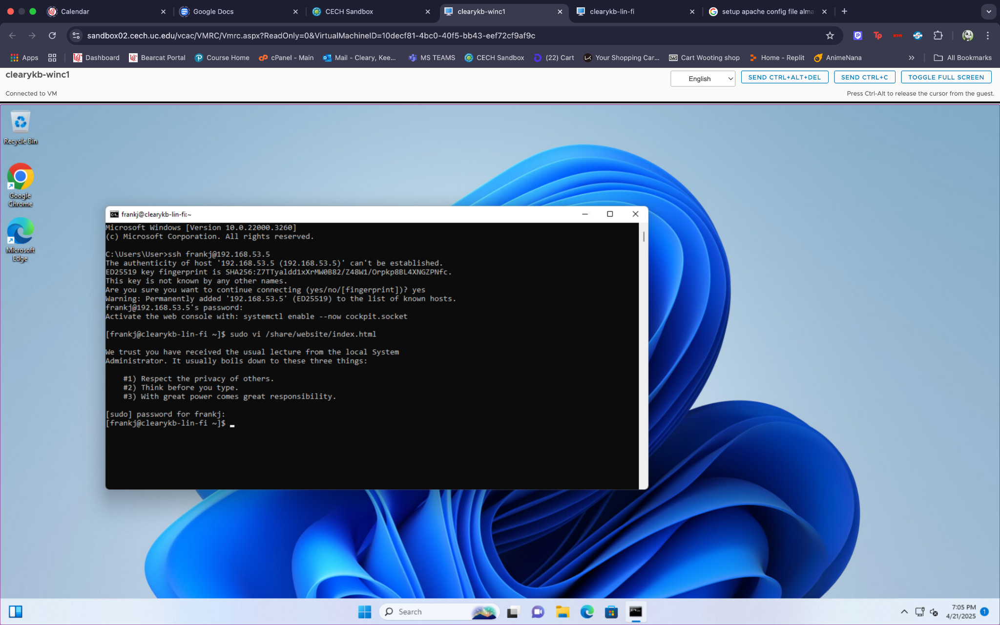 Calendar
Google Docs
CECH Sandbox
clearykb-winc1
clearykb-lin-fi
setup apache config file alma
sandbox02.cech.uc.edu/vcac/VMRC/Vmrc.aspx?ReadOnly=0&VirtualMachineID=10decf81-4bc0-40f5-bb43-eef72cf9af9c
Apps
Dashboard
Bearcat Portal
Course Home
cPanel - Main
Mail - Cleary, Kee...
MS TEAMS
CECH Sandbox
(22) Cart
Your Shopping Car...
Cart Wooting shop
Home - Replit
AnimeNana
All Bookmarks
clearykb-winc1
English
SEND CTRL+ALT+DEL
SEND CTRL+C
TOGGLE FULL SCREEN
Connected to VM
Press Ctrl-Alt to release the cursor from the guest.
Recycle Bin
Google
Chrome
Microsoft
Edge
frankj@clearykb-lin-fi:~
Microsoft Windows [Version 10.0.22000.3260]
(c) Microsoft Corporation. All rights reserved.
C:\Users\User>ssh frankj@192.168.53.5
The authenticity of host '192.168.53.5 (192.168.53.5)' can't be established.
ED25519 key fingerprint is SHA256:Z7TTyaldd1xXrMW0B82/Z48W1/Orpkp8BL4XNGZPNfc.
This key is not known by any other names.
Are you sure you want to continue connecting (yes/no/[fingerprint])? yes
Warning: Permanently added '192.168.53.5' (ED25519) to the list of known hosts.
frankj@192.168.53.5's password:
Activate the web console with: systemctl enable --now cockpit.socket
[frankj@clearykb-lin-fi ~]$ sudo vi /share/website/index.html
We trust you have received the usual lecture from the local System
Administrator. It usually boils down to these three things:
#1) Respect the privacy of others.
#2) Think before you type.
#3) With great power comes great responsibility.
[sudo] password for frankj:
[frankj@clearykb-lin-fi ~]$
Search
7:05 PM
4/21/2025
1